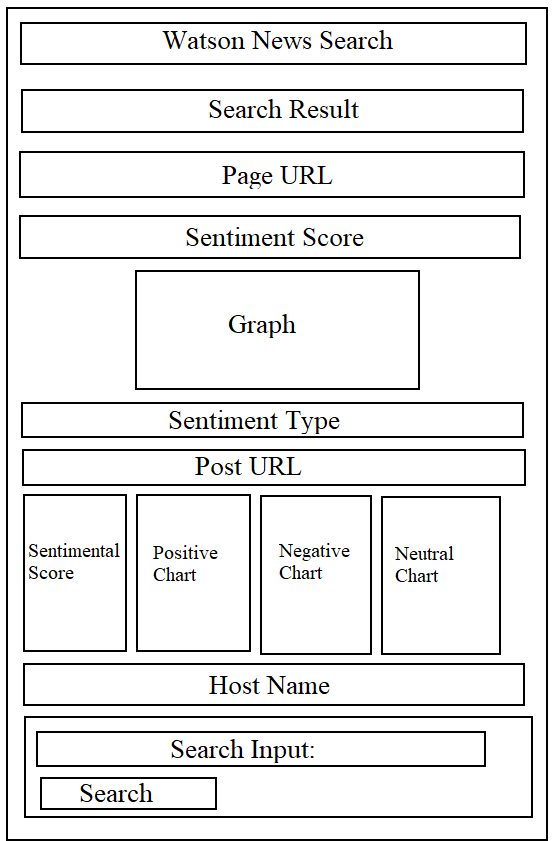 Watson News Search
Search Result
Page URL
Sentiment Score
Graph
Sentiment Type
Post URL
Sentimental
Score
Positive
Chart
Negative
Chart
Neutral
Chart
Host Name
Search Input:
Search